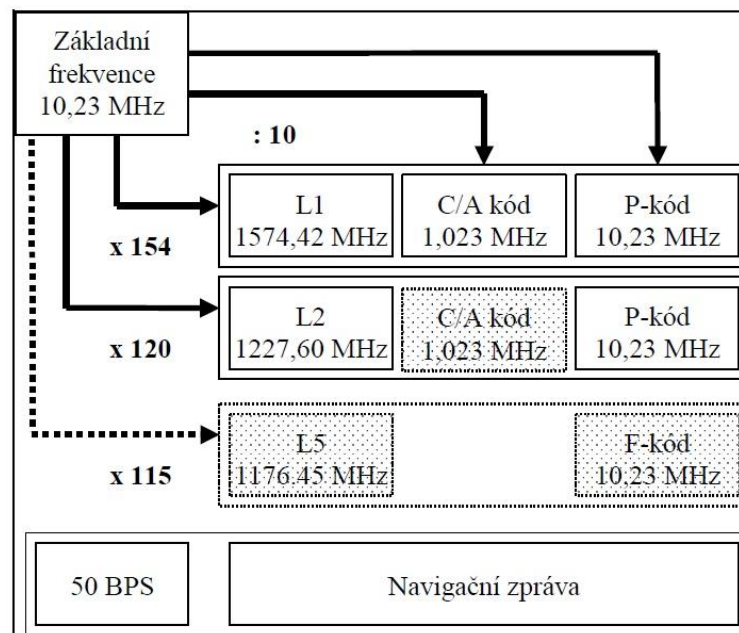 Základní
frekvence
10,23 MHz
: 10
L1
1574,42 MHz
C/A kód
1,023 MHz
P-kód
10,23 MHz
x 154
L2
1227,60 MHz
C/A kód
1,023 MHz
P-kód
10,23 MHz
x 120
L5
1176.45 MHz
F-kód
10,23 MHz
x 115
50 BPS
Navigační zpráva